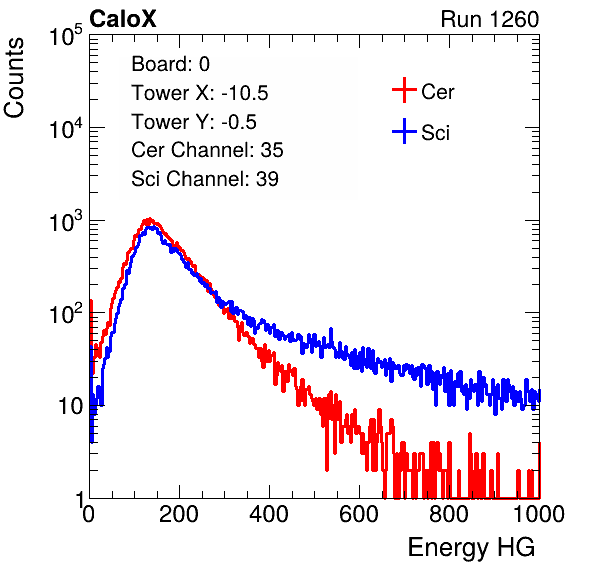 CaloX Run 1260
Counts
10^5
10^4
10^3
10^2
10
1
Board: 0
Tower X: -10.5
Tower Y: -0.5
Cer Channel: 35
Sci Channel: 39
Cer
Sci
0 200 400 600 800 1000
Energy HG